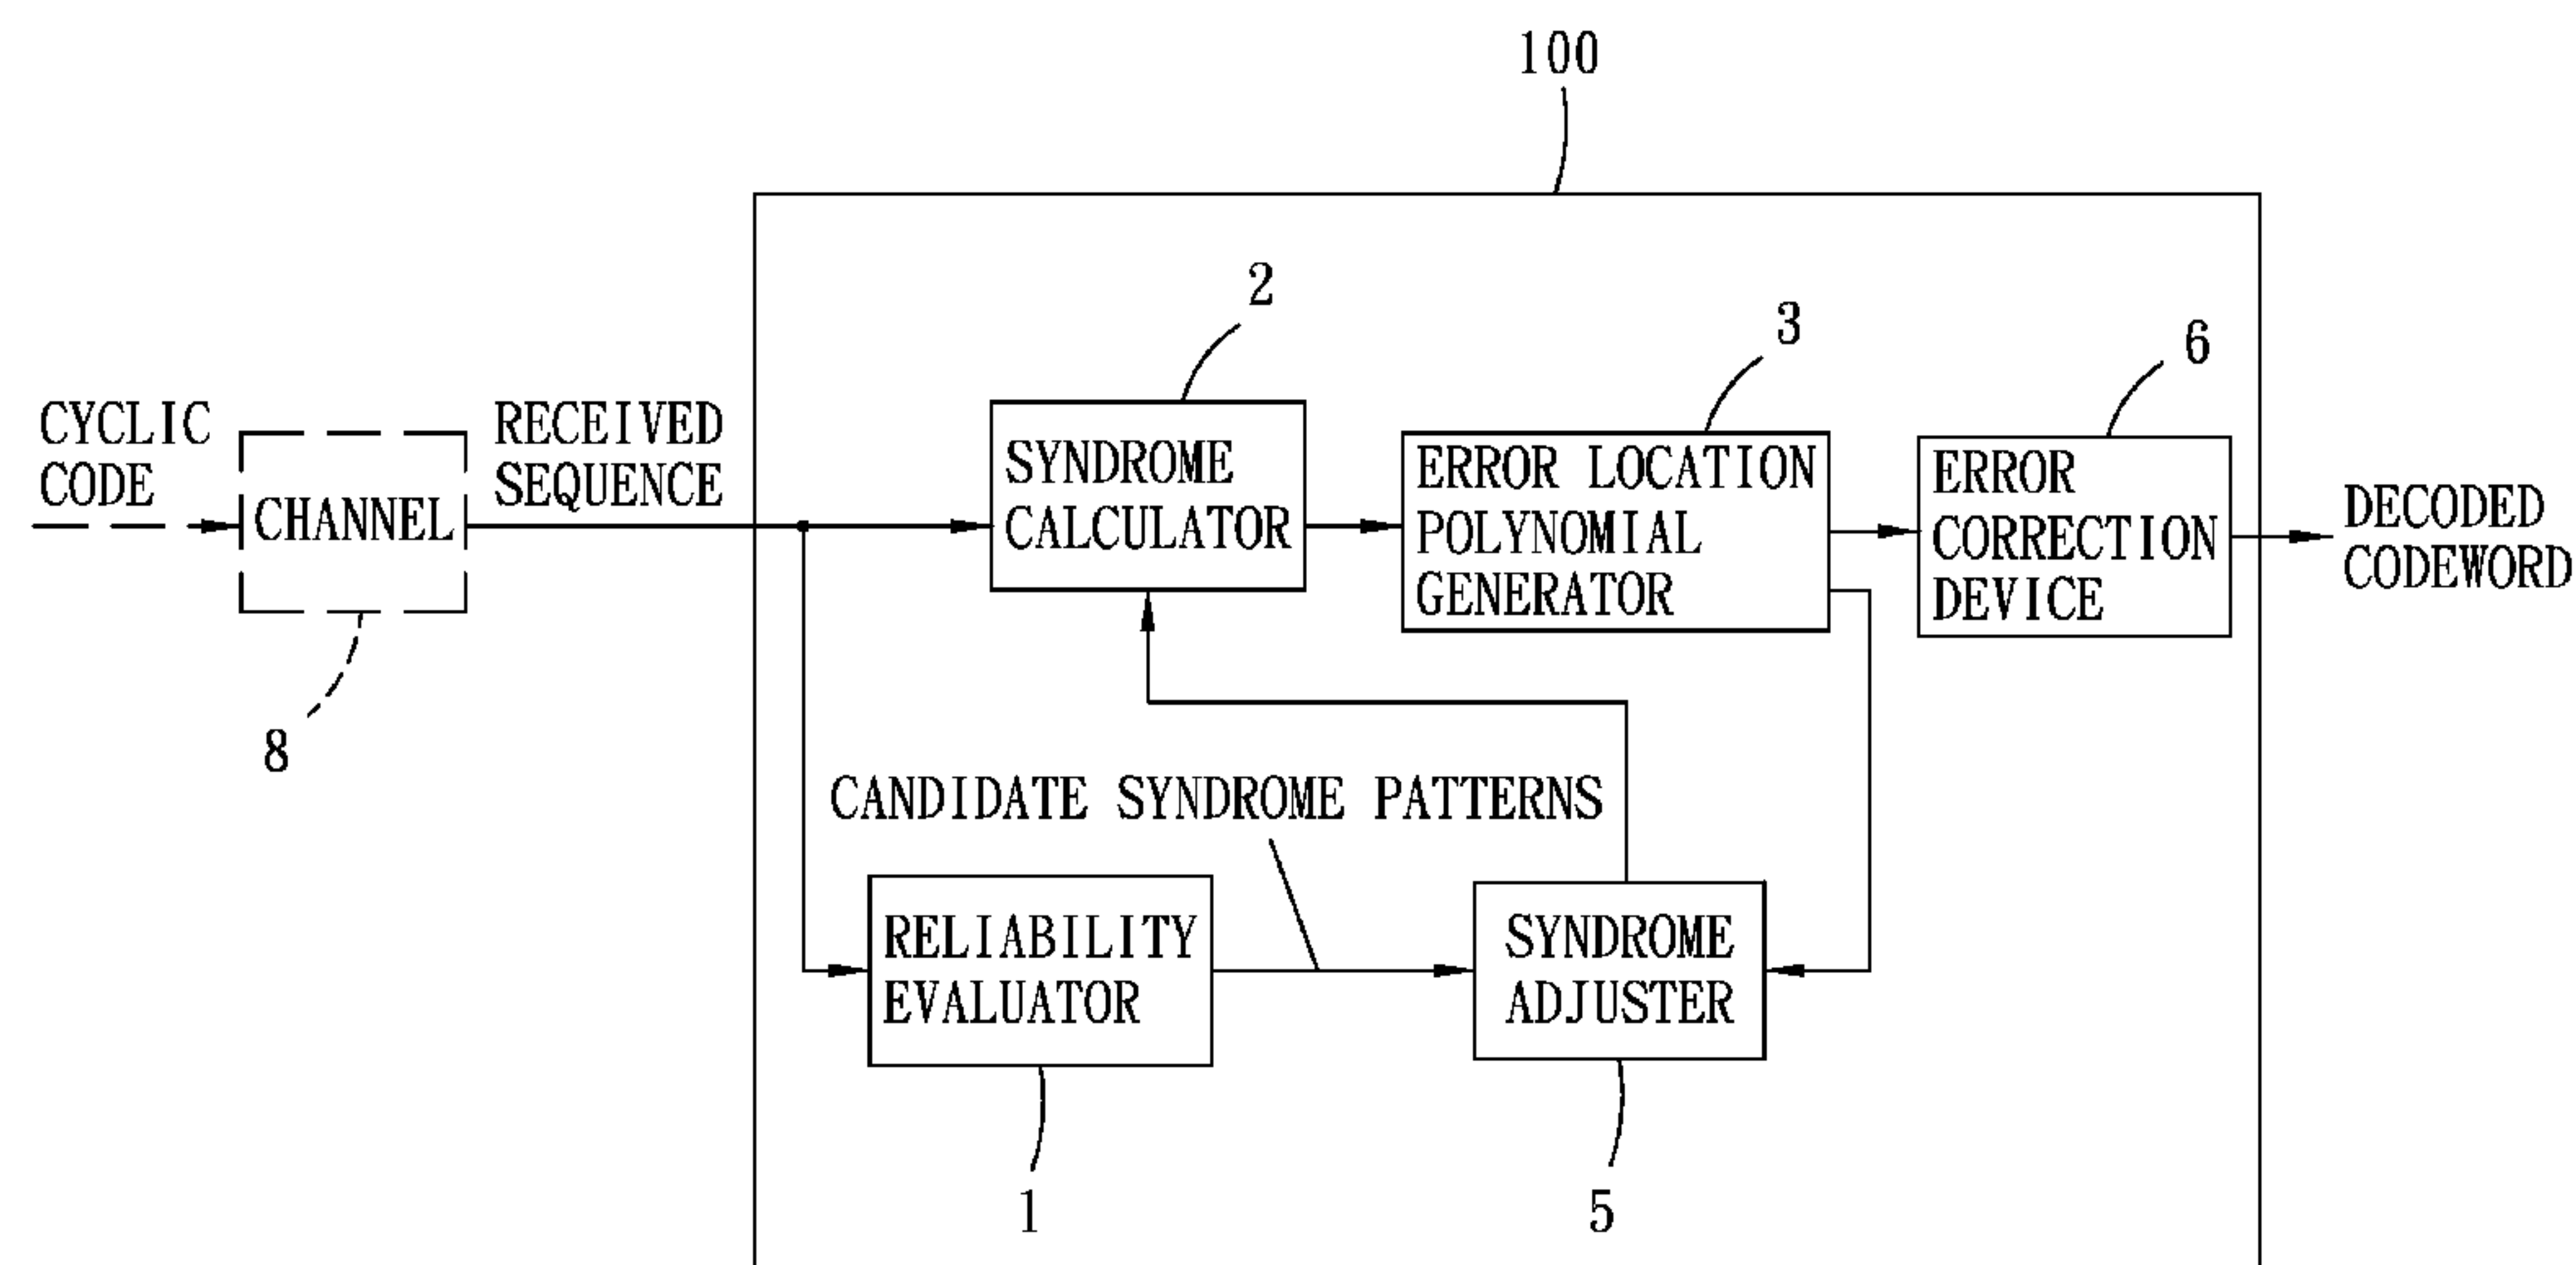 100
2
3
6
CYCLIC
CODE
CHANNEL
8
RECEIVED
SEQUENCE
SYNDROME
CALCULATOR
ERROR LOCATION
POLYNOMIAL
GENERATOR
ERROR
CORRECTION
DEVICE
DECODED
CODEWORD
CANDIDATE SYNDROME PATTERNS
RELIABILITY
EVALUATOR
SYNDROME
ADJUSTER
1
5